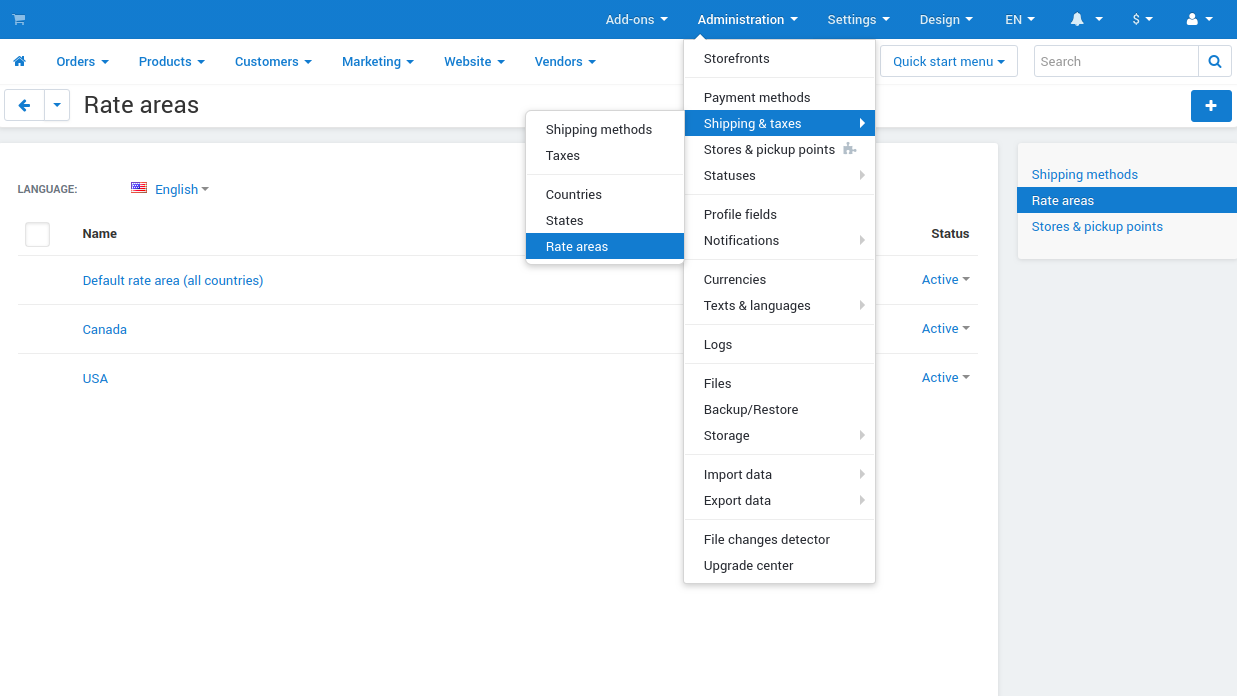 Add-ons Administration Settings Design EN $
Orders Products Customers Marketing Website Vendors Quick start menu Search
Rate areas
Storefronts
Payment methods
Shipping & taxes
Stores & pickup points
Statuses
Profile fields
Notifications
Currencies
Texts & languages
Logs
Files
Backup/Restore
Storage
Import data
Export data
File changes detector
Upgrade center
Shipping methods
Taxes
Countries
States
Rate areas
LANGUAGE: English
Name Status
Default rate area (all countries) Active
Canada Active
USA Active
Shipping methods
Rate areas
Stores & pickup points